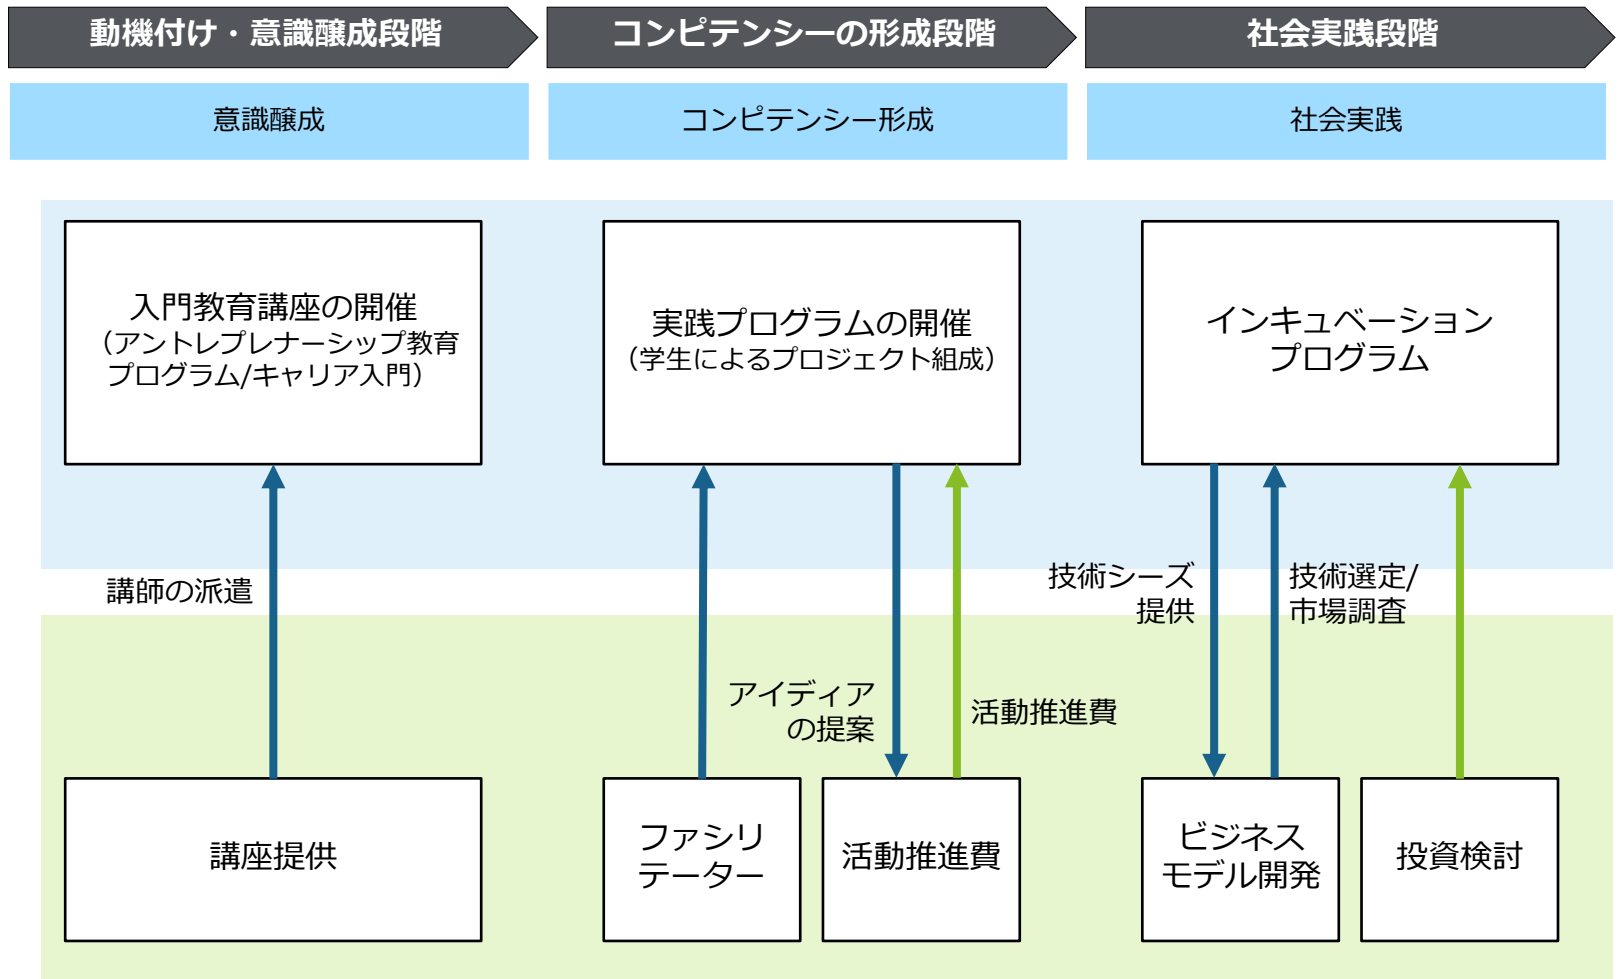 動機付け・意識醸成段階
コンピテンシーの形成段階
社会実践段階
意識醸成
コンピテンシー形成
社会実践
入門教育講座の開催
（アントレプレナーシップ教育
プログラム/キャリア入門）
実践プログラムの開催
（学生によるプロジェクト組成）
インキュベーション
プログラム
講師の派遣
技術シーズ
提供
技術選定/
市場調査
アイディア
の提案
活動推進費
講座提供
ファシリ
テーター
活動推進費
ビジネス
モデル開発
投資検討